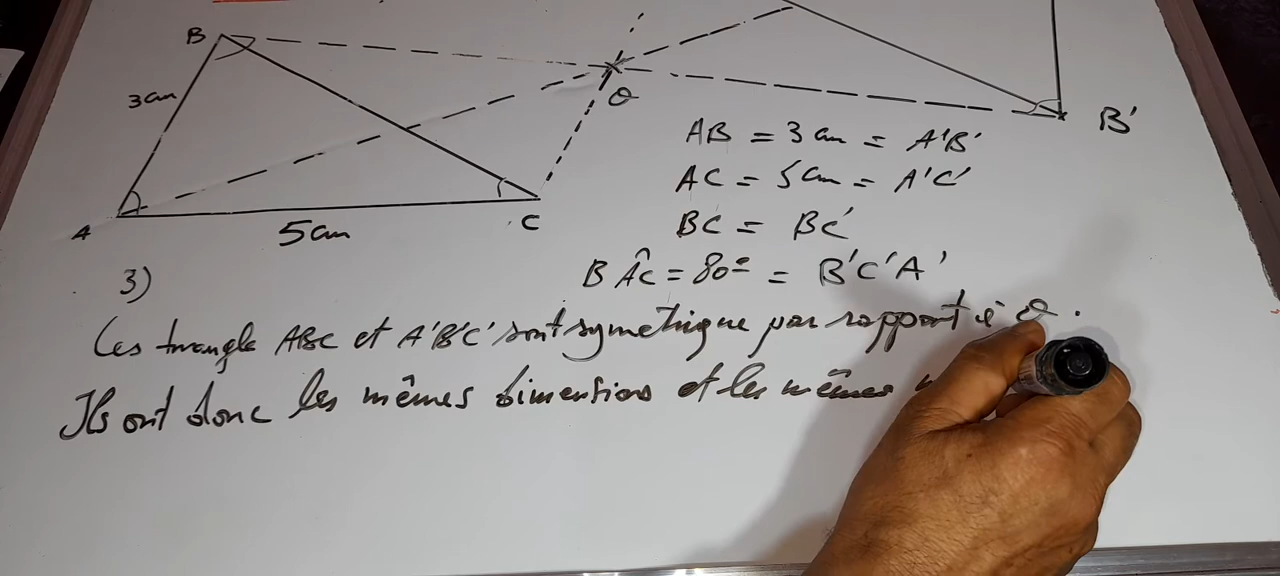 B
3cm
O
B'
AB = 3 cm = A'B'
AC = 5cm = A'C'
A
5cm
C
BC = BC'
BÂC = 80° = B'C'A'
3)
Les triangle ABC et A'B'C' sont symetrique par rapport à O.
Ils ont donc les mêmes dimensions et les mêmes